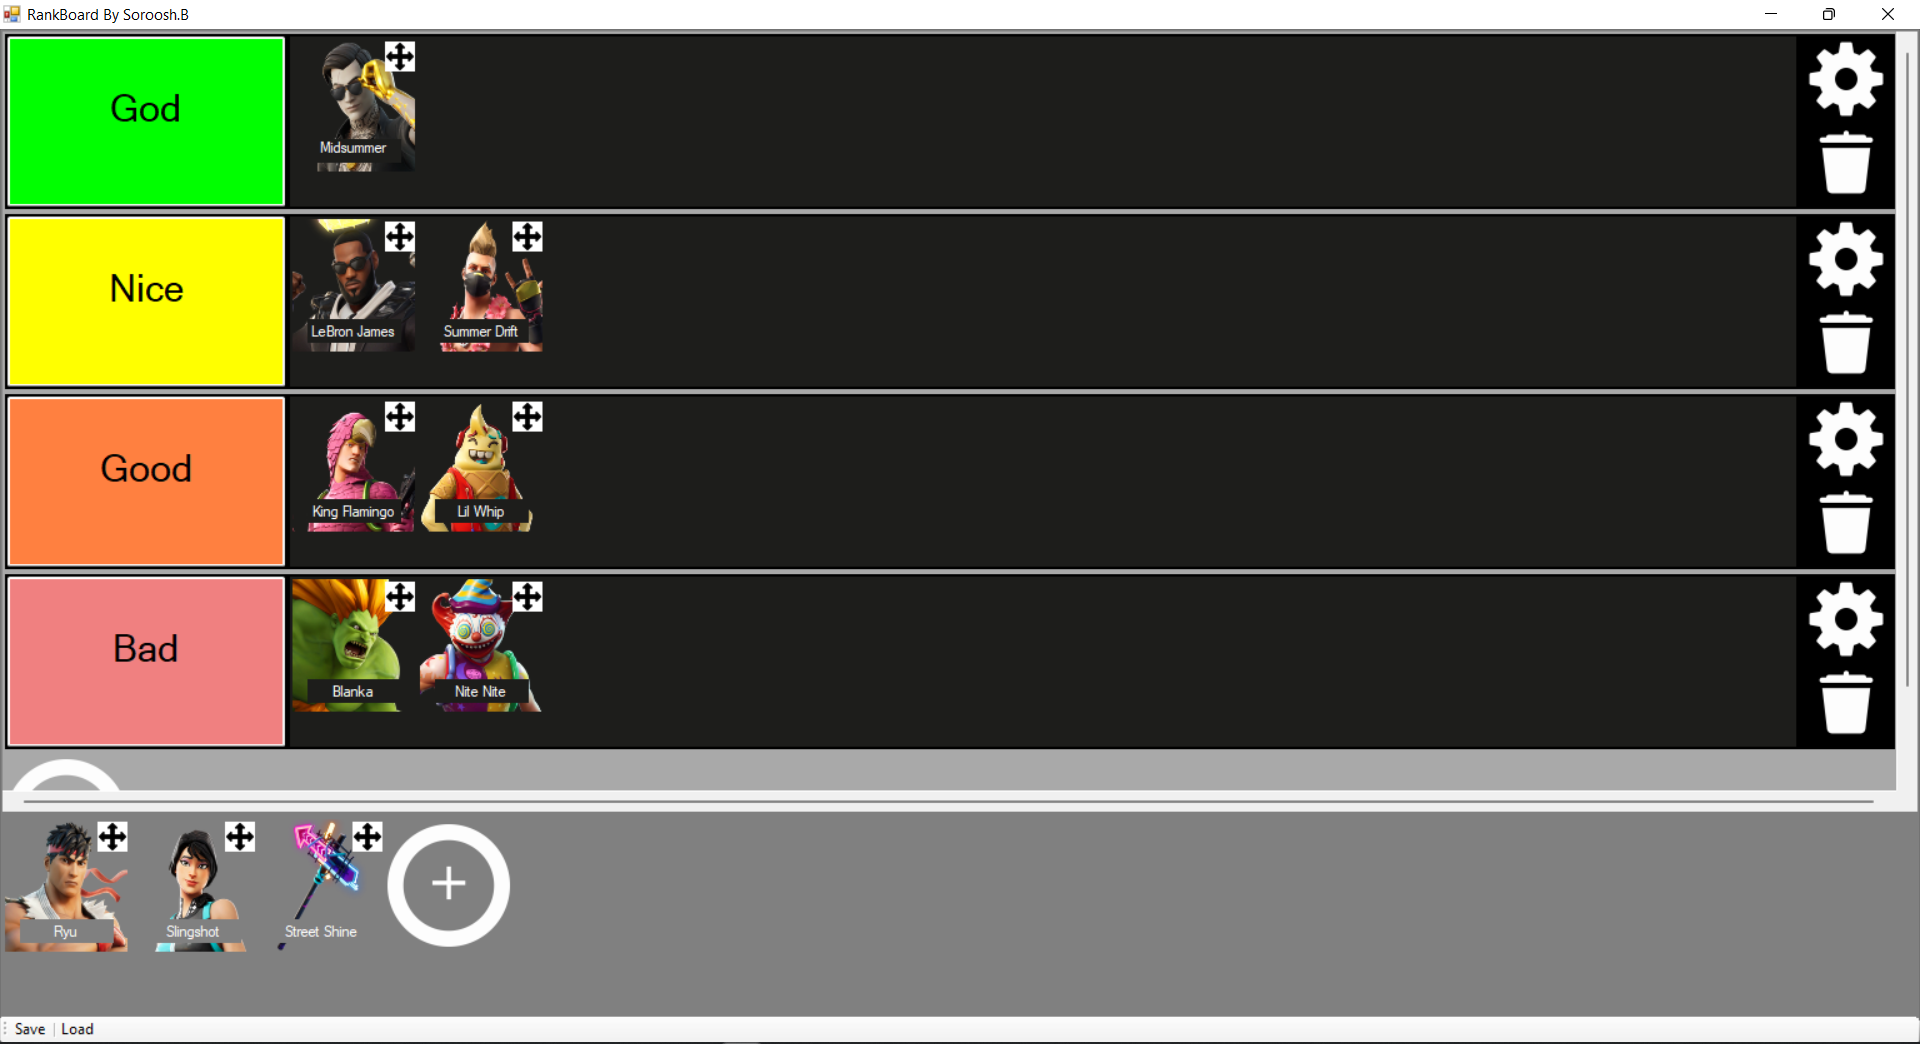 RankBoard By Soroosh.B
God
Midsummer
Nice
LeBron James
Summer Drift
Good
King Flamingo
Lil Whip
Bad
Blanka
Nite Nite
Ryu
Slingshot
Street Shine
Save
Load